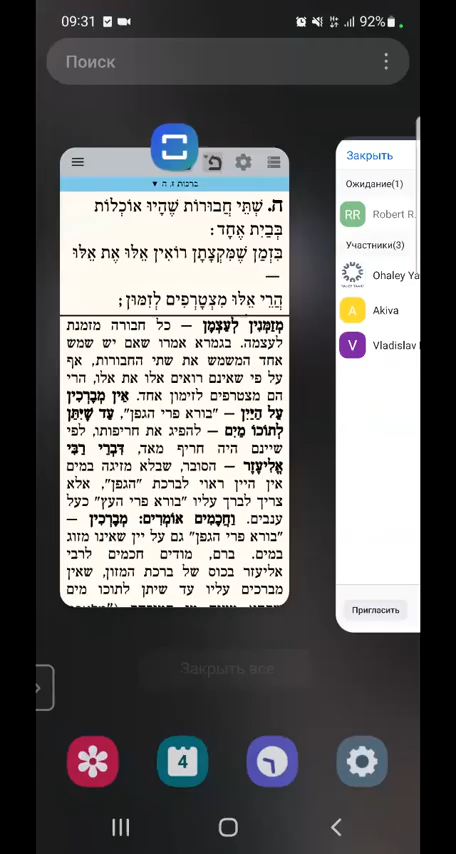 09:31
92%
Поиск
ברכות ז, ה ▼
ה. שְׁתֵּי חֲבוּרוֹת שֶׁהָיוּ אוֹכְלוֹת
בְּבַיִת אֶחָד:
בִּזְמַן שֶׁמִּקְצָתָן רוֹאִין אֵלּוּ אֶת אֵלּוּ
—
הֲרֵי אֵלּוּ מִצְטָרְפִים לְזִמּוּן;
מְזַמְּנִין לְעַצְמָן — כל חבורה מזמנת
לעצמה. בגמרא אמרו שאם יש שמש
אחד המשמש את שתי החבורות, אף
על פי שאינם רואים אלו את אלו, הרי
הם מצטרפים לזימון אחד. אֵין מְבָרְכִין
עַל הַיַּיִן — "בורא פרי הגפן", עַד שֶׁיִּתֵּן
לְתוֹכוֹ מַיִם — להפיג את חריפותו, לפי
שיינם היה חריף מאד, דִּבְרֵי רַבִּי
אֱלִיעֶזֶר — הסובר, שבלא מזיגה במים
אין היין ראוי לברכת "הגפן", אלא
צריך לברך עליו "בורא פרי העץ" כעל
ענבים. וַחֲכָמִים אוֹמְרִים: מְבָרְכִין —
"בורא פרי הגפן" גם על יין שאינו מזוג
במים. ברם, מודים חכמים לרבי
אליעזר בכוס של ברכת המזון, שאין
מברכים עליו עד שיתן לתוכו מים
Закрыть
Ожидание(1)
RR Robert R.
Участники(3)
Ohaley Ya
A Akiva
V Vladislav
Пригласить
Закрыть все
4